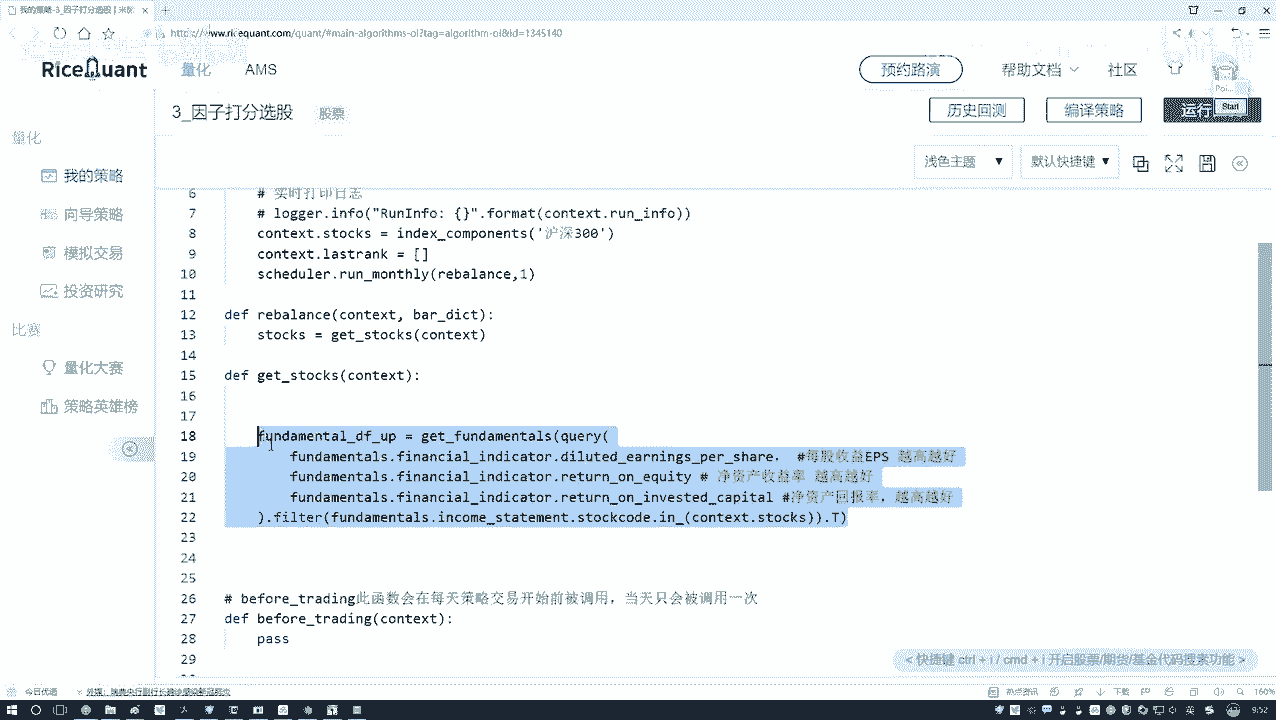 我的策略-3_因子打分选股
https://www.ricequant.com/quant/#main-algorithms-ol?tag=algorithm-ol&id=1345140
RiceQuant 量化 AMS 预约路演 帮助文档 社区
3_因子打分选股 股票 历史回测 编译策略 运行 Start
量化 浅色主题 默认快捷键
我的策略
向导策略
模拟交易
投资研究
比赛
量化大赛
策略英雄榜
6 # 实时打印日志
7 # logger.info("RunInfo: {}".format(context.run_info))
8 context.stocks = index_components('沪深300')
9 context.lastrank = []
10 scheduler.run_monthly(rebalance,1)
11
12 def rebalance(context, bar_dict):
13 stocks = get_stocks(context)
14
15 def get_stocks(context):
16
17
18 fundamental_df_up = get_fundamentals(query(
19 fundamentals.financial_indicator.diluted_earnings_per_share. #每股收益EPS 越高越好
20 fundamentals.financial_indicator.return_on_equity # 净资产收益率 越高越好
21 fundamentals.financial_indicator.return_on_invested_capital #净资产回报率，越高越好
22 ).filter(fundamentals.income_statement.stockcode.in_(context.stocks)).T)
23
24
25
26 # before_trading此函数会在每天策略交易开始前被调用，当天只会被调用一次
27 def before_trading(context):
28 pass
29
< 快捷键 ctrl + i / cmd + i 开启股票/期货/基金代码搜索功能 >
今日优选 热点资讯 下载 160%
英 9:52